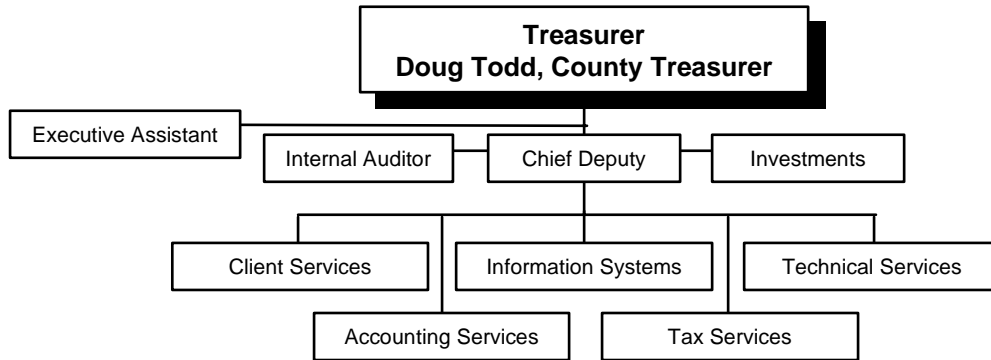 Treasurer
Doug Todd, County Treasurer
Executive Assistant
Internal Auditor
Chief Deputy
Investments
Client Services
Information Systems
Technical Services
Accounting Services
Tax Services